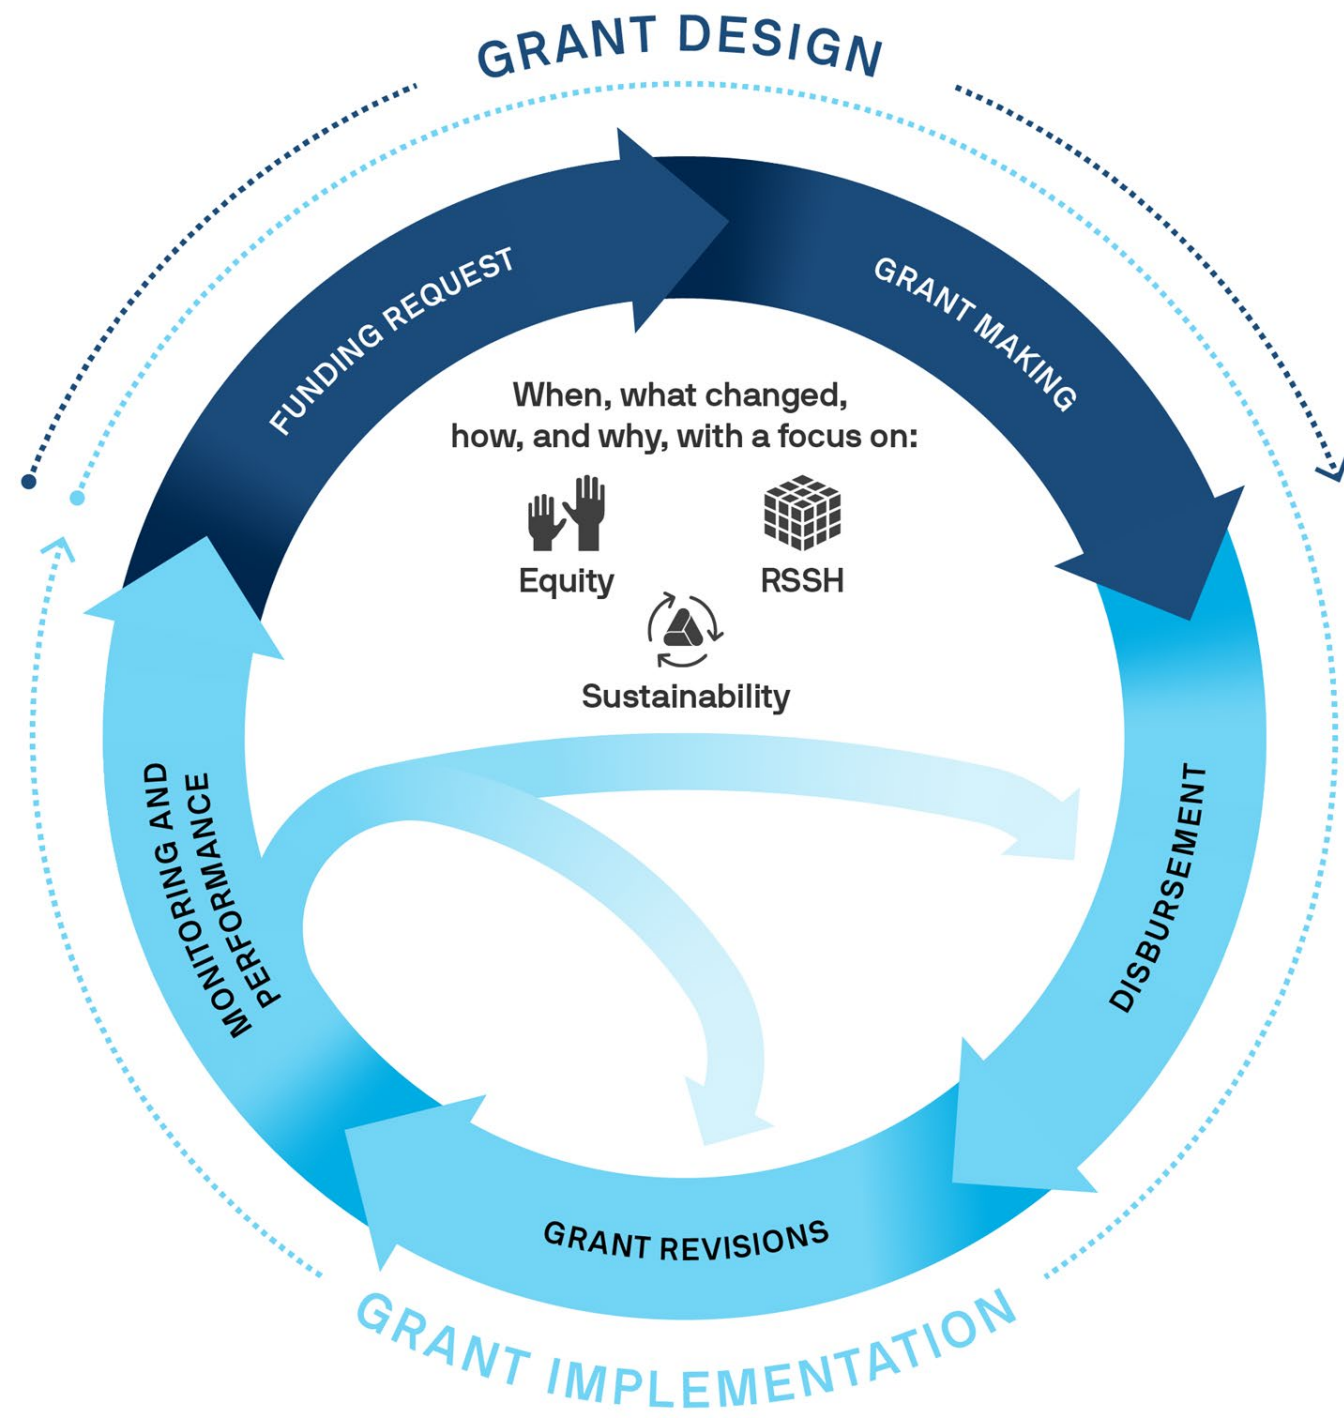 GRANT DESIGN
FUNDING REQUEST
GRANT MAKING
When, what changed,
how, and why, with a focus on:
Equity
RSSH
Sustainability
MONITORING AND
PERFORMANCE
DISBURSEMENT
GRANT REVISIONS
GRANT IMPLEMENTATION